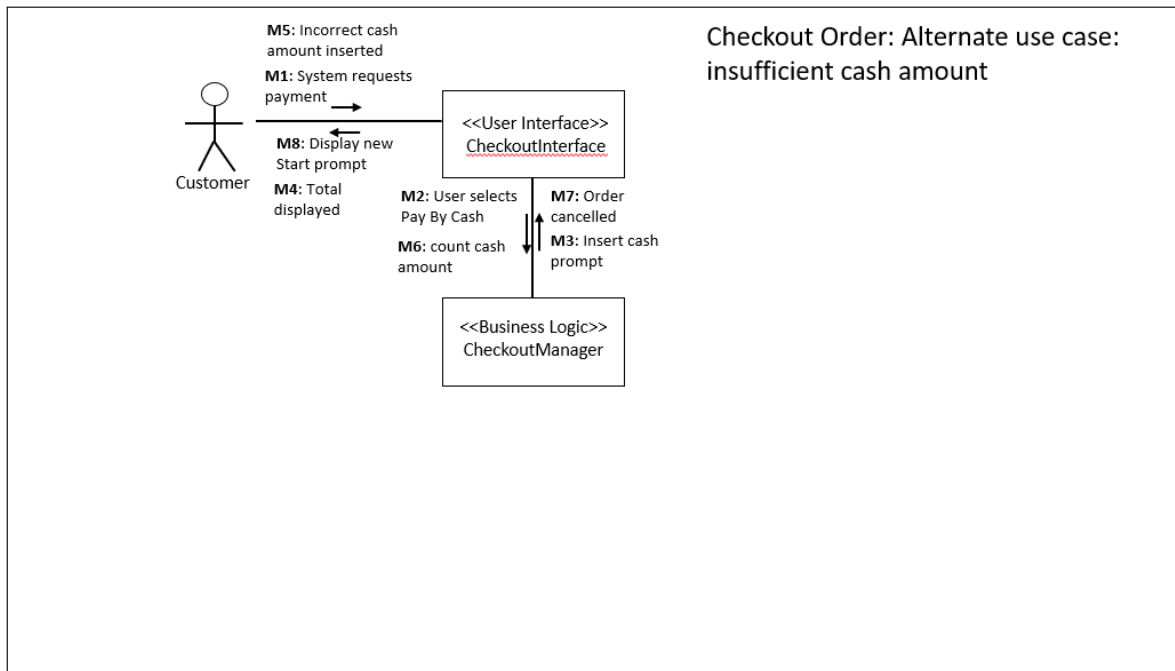 Checkout Order: Alternate use case:
insufficient cash amount
M5: Incorrect cash
amount inserted
M1: System requests
payment
<<User Interface>>
CheckoutInterface
M8: Display new
Start prompt
M4: Total
displayed
Customer
M2: User selects
Pay By Cash
M6: count cash
amount
M7: Order
cancelled
M3: Insert cash
prompt
<<Business Logic>>
CheckoutManager